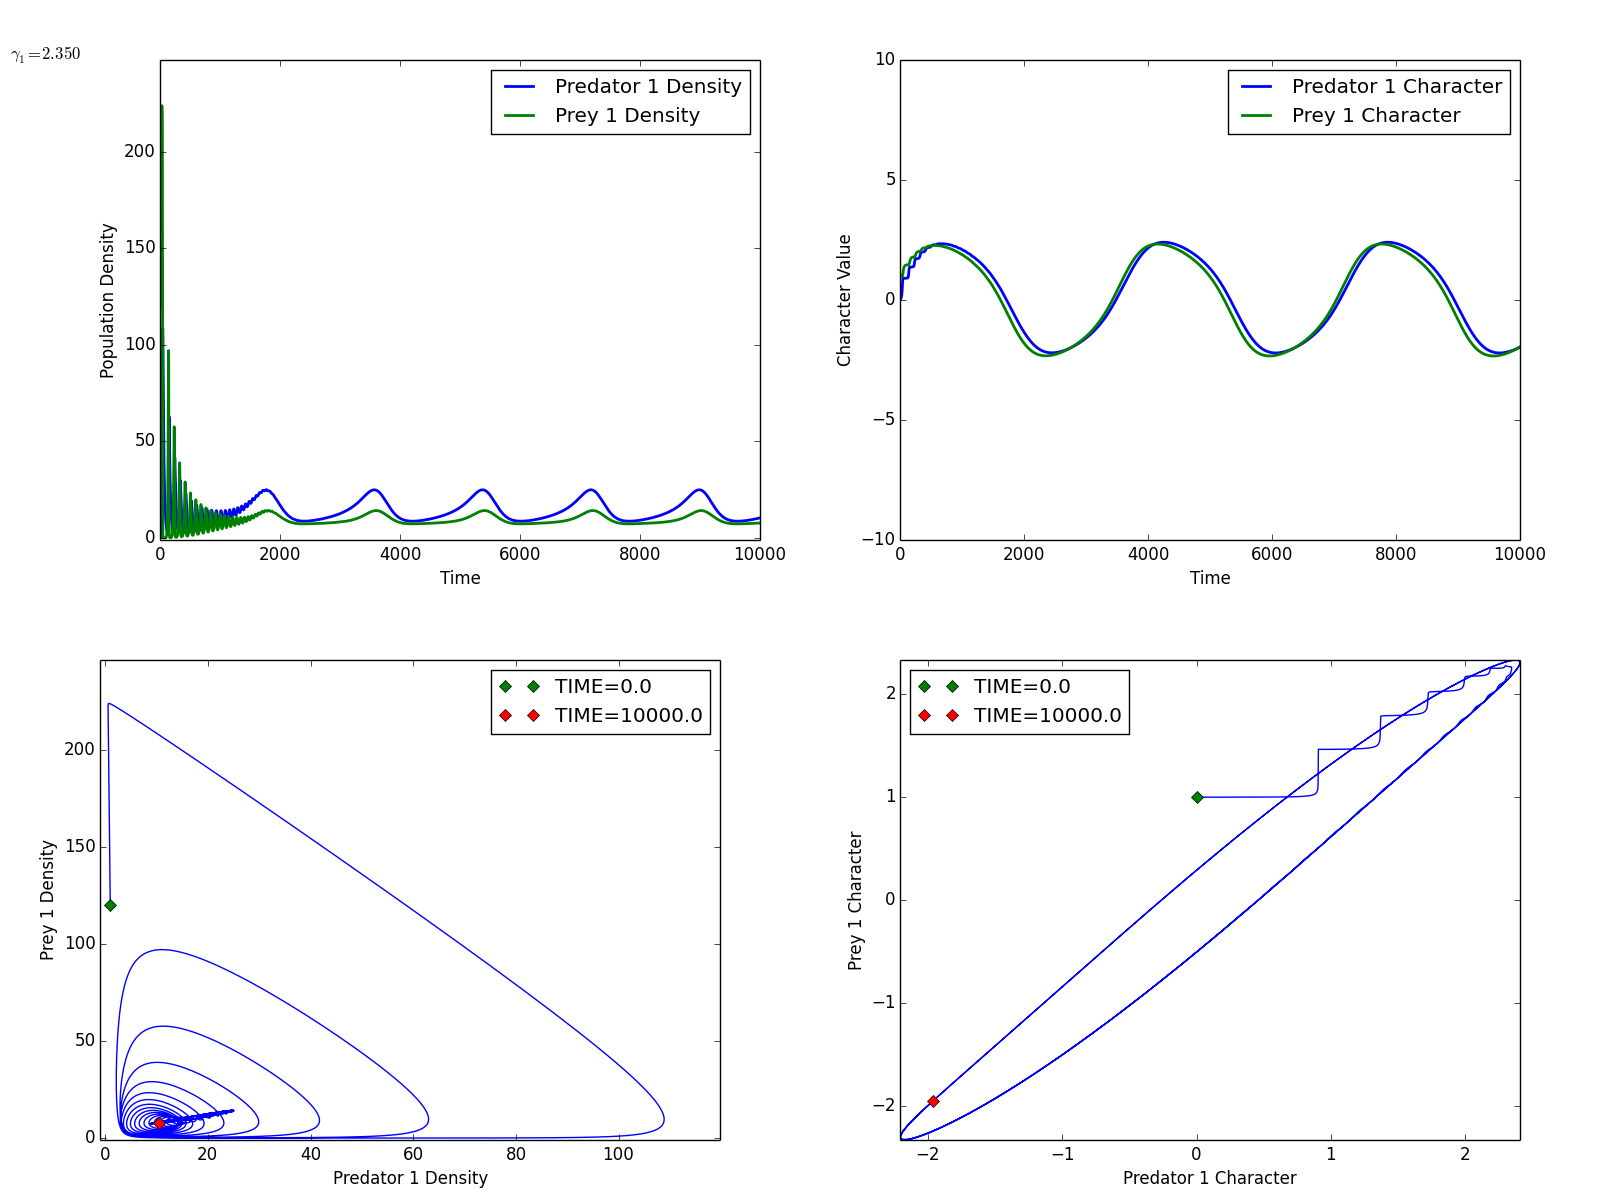 γ₁=2.350
Predator 1 Density
Prey 1 Density
200
150
100
50
0
Population Density
0 2000 4000 6000 8000 10000
Time
Predator 1 Character
Prey 1 Character
10
5
0
−5
−10
Character Value
0 2000 4000 6000 8000 10000
Time
TIME=0.0
TIME=10000.0
200
150
100
50
0
Prey 1 Density
0 20 40 60 80 100
Predator 1 Density
TIME=0.0
TIME=10000.0
2
1
0
−1
−2
Prey 1 Character
−2 −1 0 1 2
Predator 1 Character